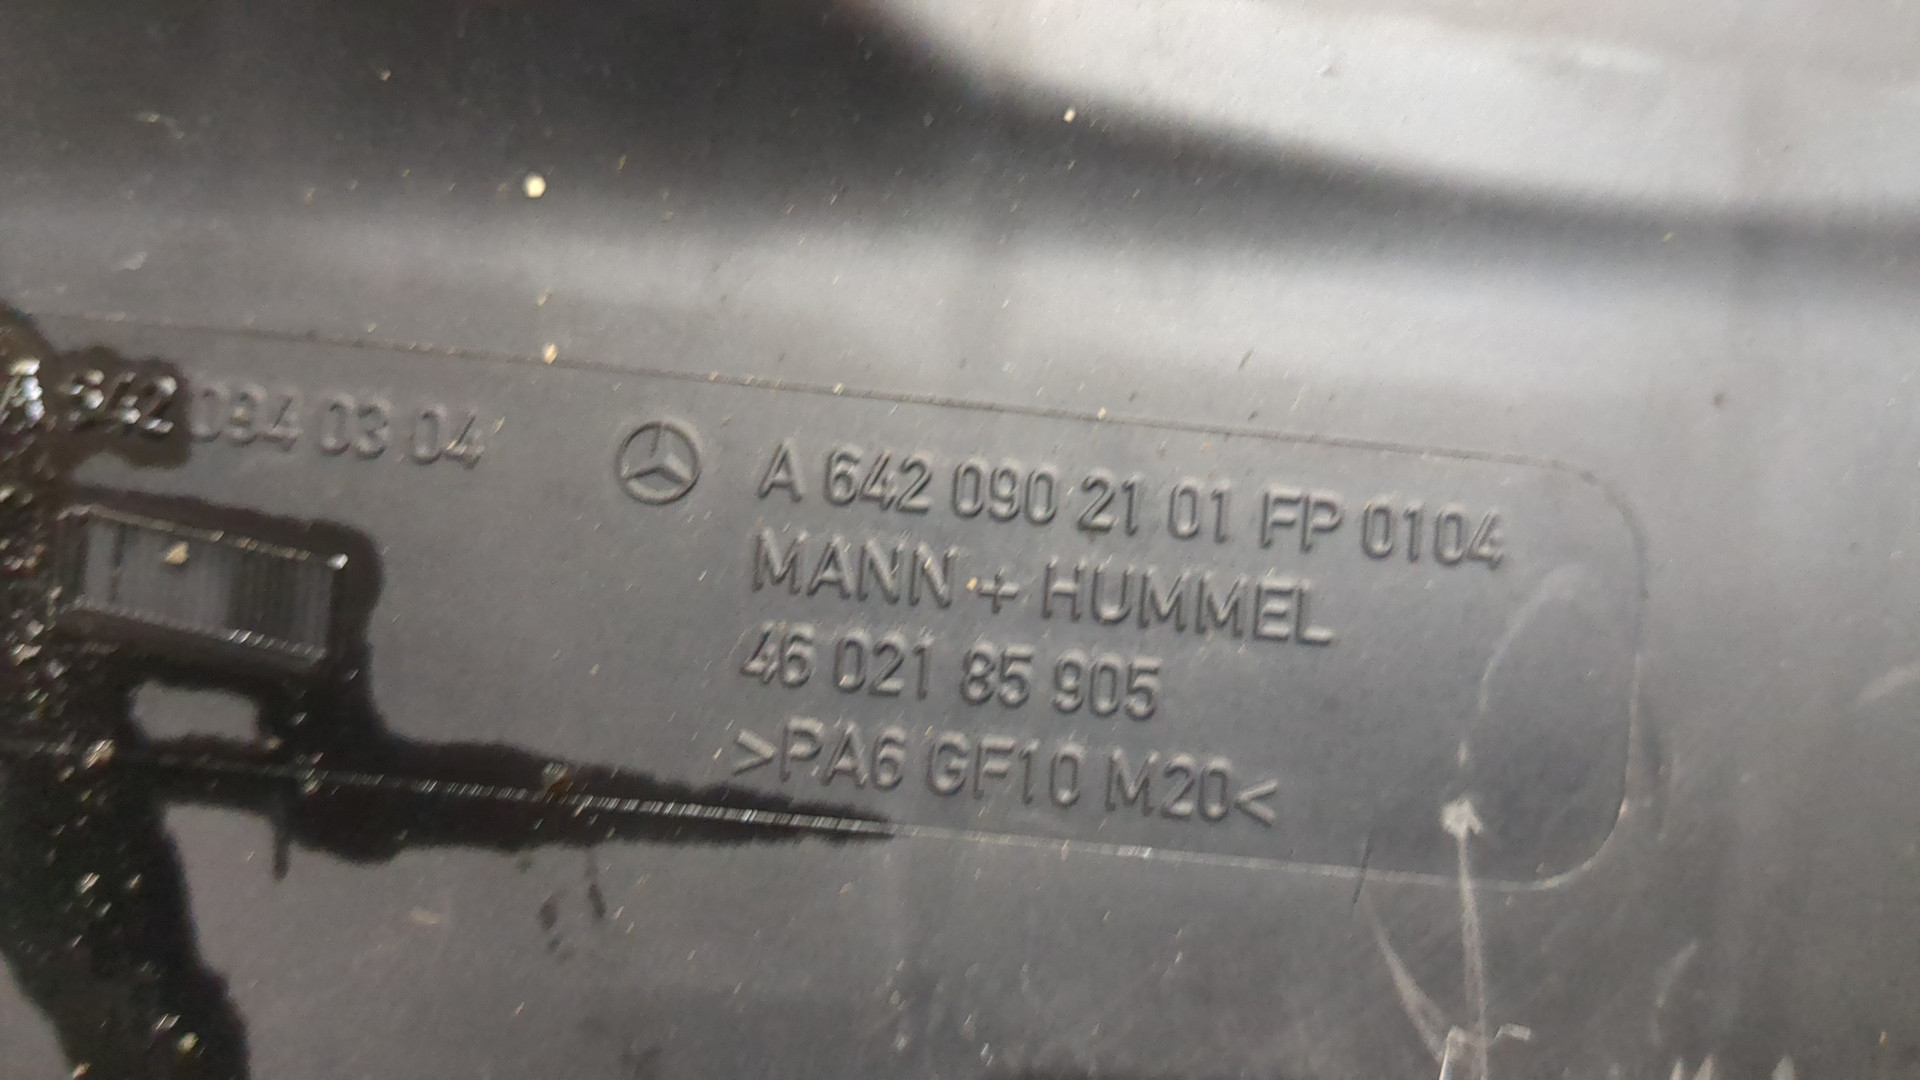 A 642 094 03 04
A 642 090 21 01 FP 0104
MANN + HUMMEL
46 021 85 905
>PA6 GF10 M20<